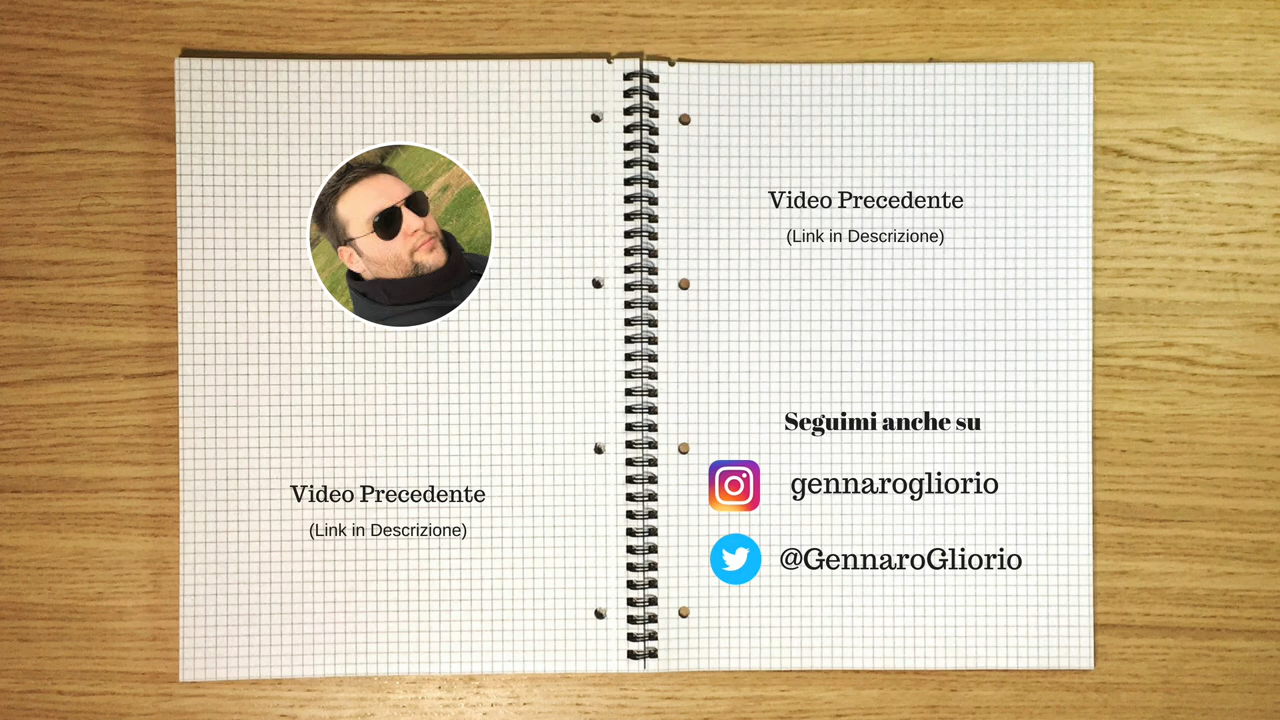 Video Precedente
(Link in Descrizione)
Video Precedente
(Link in Descrizione)
Seguimi anche su
gennarogliorio
@GennaroGliorio